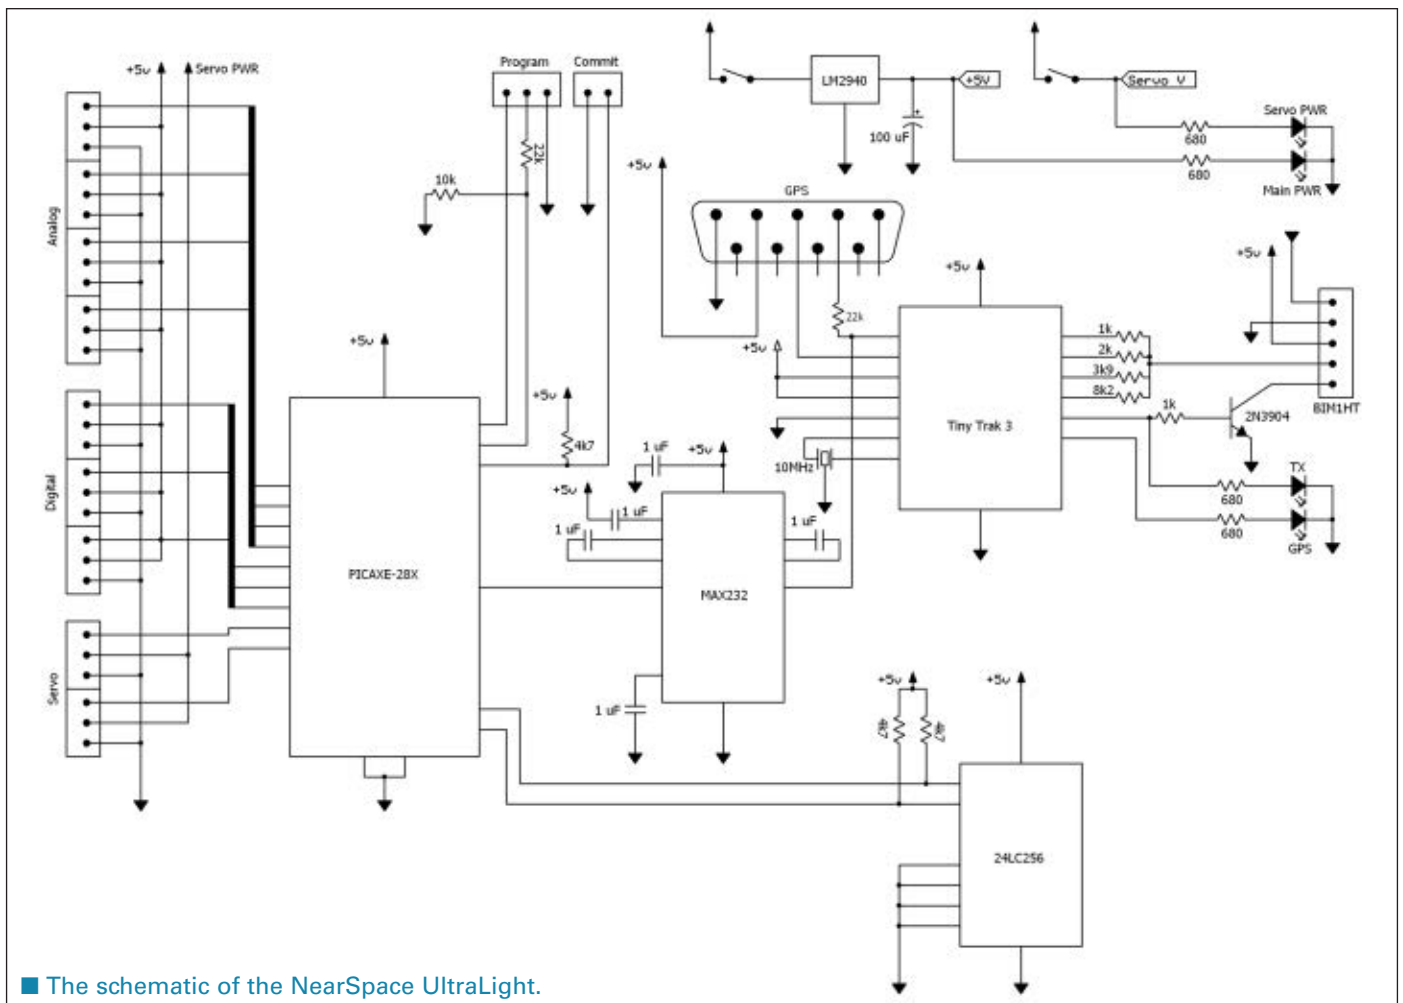 +5v
Servo PWR
Program
Commit
LM2940
+5V
100 uF
Servo V
Servo PWR
680
680
Main PWR
22k
10k
+5v
GPS
Analog
+5v
+5v
22k
+5v
1k
2k
3k9
8k2
BIM1HT
1k
2N3904
Tiny Trak 3
+5v
+5v
4k7
1 uF
+5v
10MHz
TX
680
680
GPS
Digital
+5v
1 uF
1 uF
1 uF
PICAXE-28X
MAX232
Servo
1 uF
+5v
4k7
4k7
+5v
24LC256
■ The schematic of the NearSpace UltraLight.